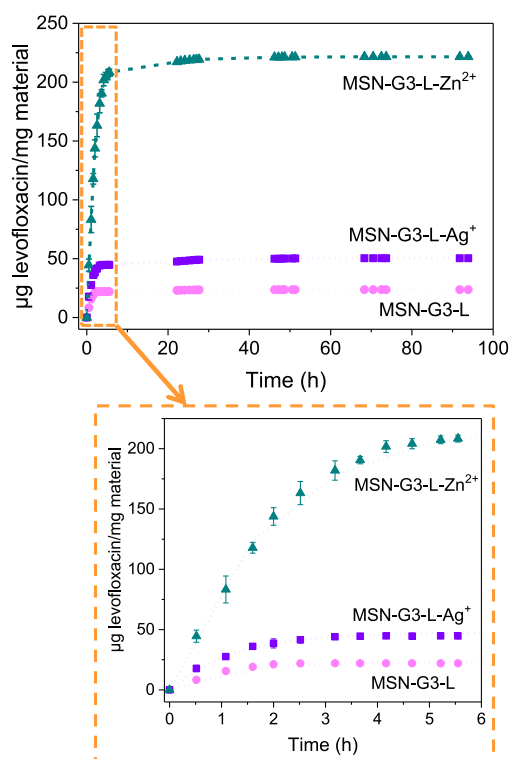 250
200
150
100
50
0
µg levofloxacin/mg material
MSN-G3-L-Zn²⁺
MSN-G3-L-Ag⁺
MSN-G3-L
0 20 40 60 80 100
Time (h)
200
150
100
50
0
µg levofloxacin/mg material
MSN-G3-L-Zn²⁺
MSN-G3-L-Ag⁺
MSN-G3-L
0 1 2 3 4 5 6
Time (h)